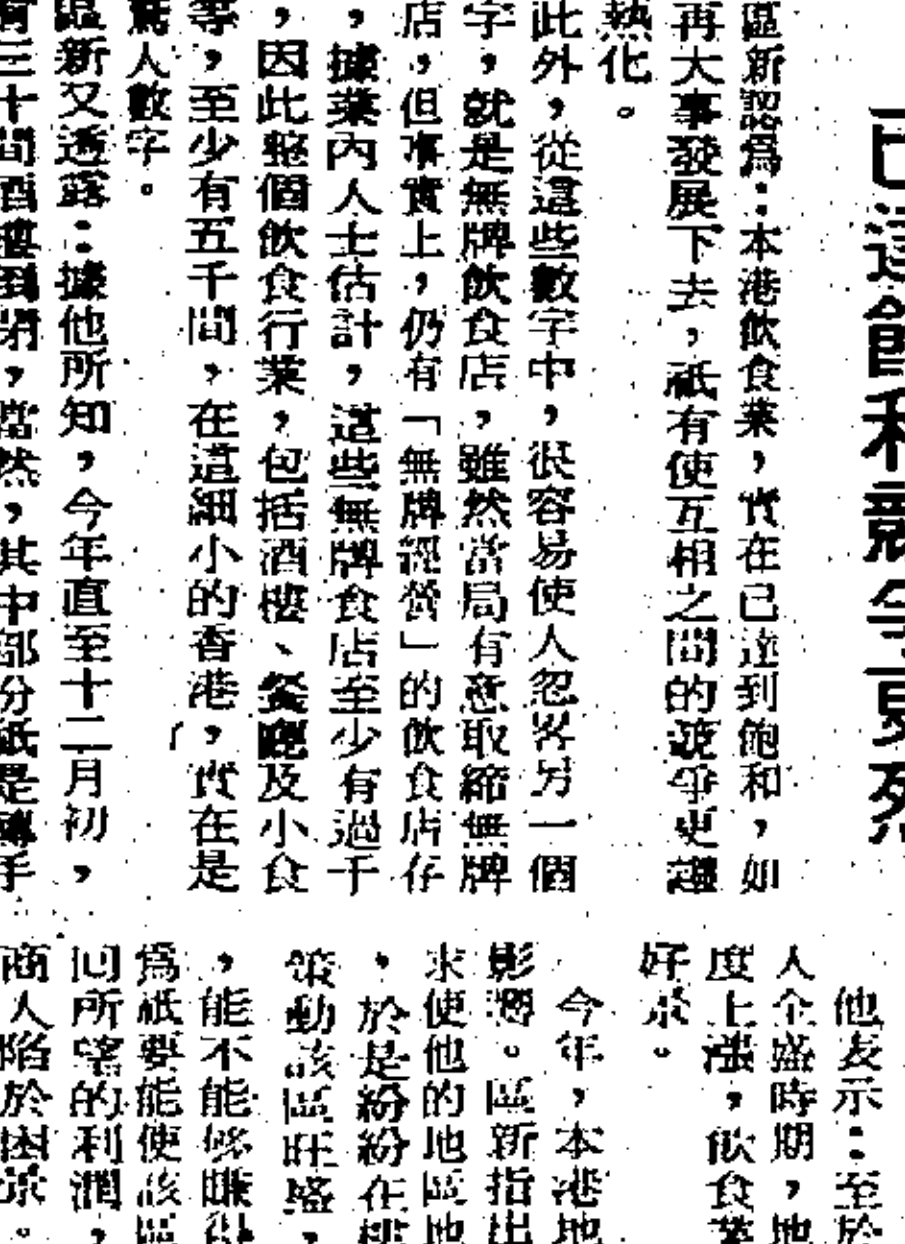 已達飽和競爭更烈
區新認爲：本港飲食業，實在已達到飽和，如
再大事發展下去，祇有使互相之間的競爭更趨
熱化。
此外，從這些數字中，很容易使人忽畧另一個
字，就是無牌飲食店，雖然當局有意取締無牌
店，但事實上，仍有「無牌經營」的飲食店存
，據業內人士估計，這些無牌食店至少有過千
，因此整個飲食行業，包括酒樓、餐廳及小食
等，至少有五千間，在這細小的香港，實在是
驚人數字。
區新又透露：據他所知，今年直至十二月初，
有三十間酒樓倒閉，當然，其中部分祇是轉手
他表示：至於
人全盛時期，地
度上漲，飲食業
好景。
今年，本港地
影響。區新指出
求使他的地區地
，於是紛紛在
策動該區旺盛，
，能不能够賺
爲祇要能使該區
回所賺的利潤，
商人陷於困景。